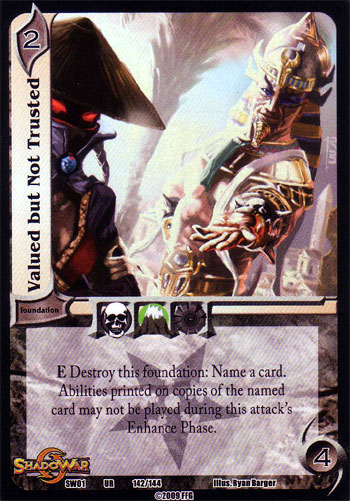 2
Valued but Not Trusted
foundation
E Destroy this foundation: Name a card.
Abilities printed on copies of the named
card may not be played during this attack's
Enhance Phase.
SHADOWAR
4
SW01 UR 142/144 Illus. Ryan Barger
©2009 FFG